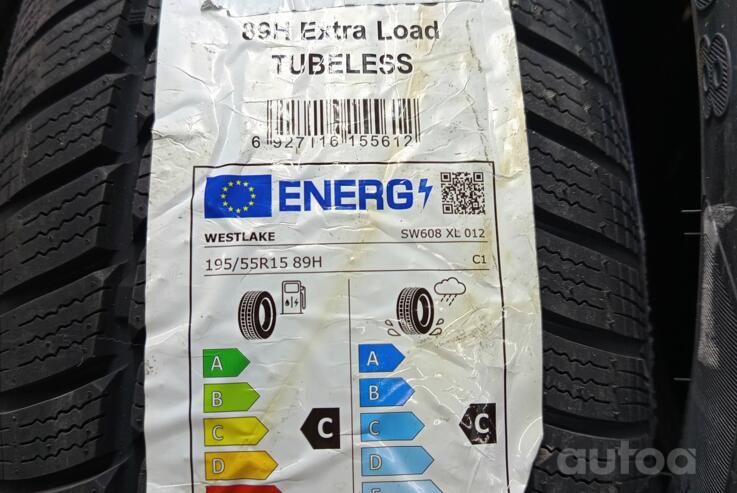 89H Extra Load
TUBELESS
6 927116 155612
ENERG
WESTLAKE SW608 XL 012
195/55R15 89H C1
A A
B B
C C C C
D D
autoa